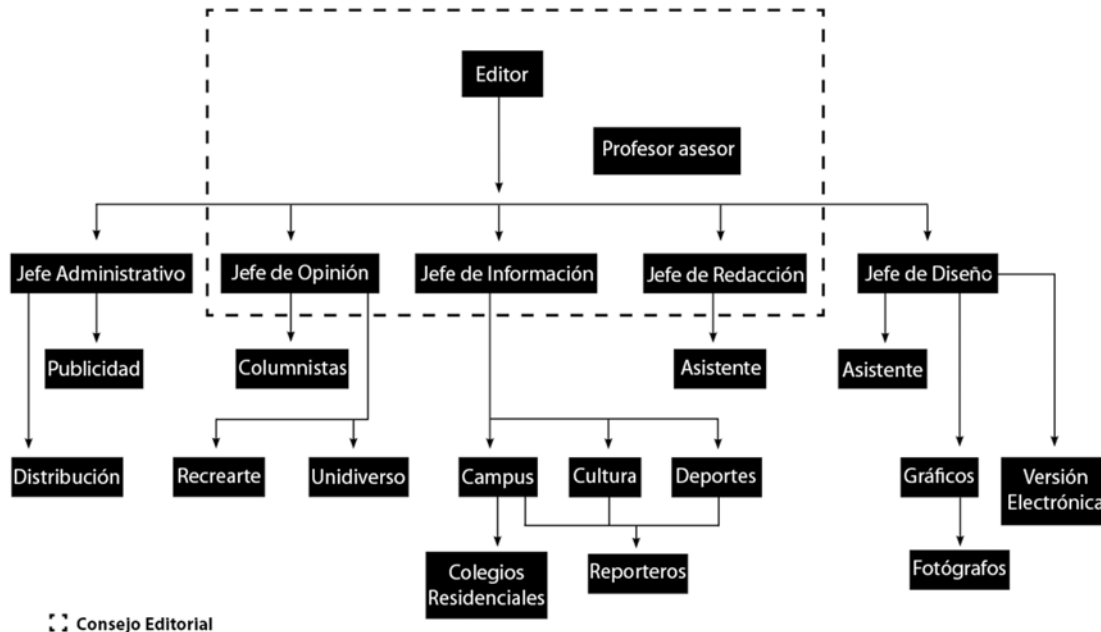 Editor
Profesor asesor
Jefe Administrativo
Jefe de Opinión
Jefe de Información
Jefe de Redacción
Jefe de Diseño
Publicidad
Columnistas
Asistente
Asistente
Distribución
Recrearte
Unidiverso
Campus
Cultura
Deportes
Gráficos
Versión
Electrónica
Colegios
Residenciales
Reporteros
Fotógrafos
Consejo Editorial